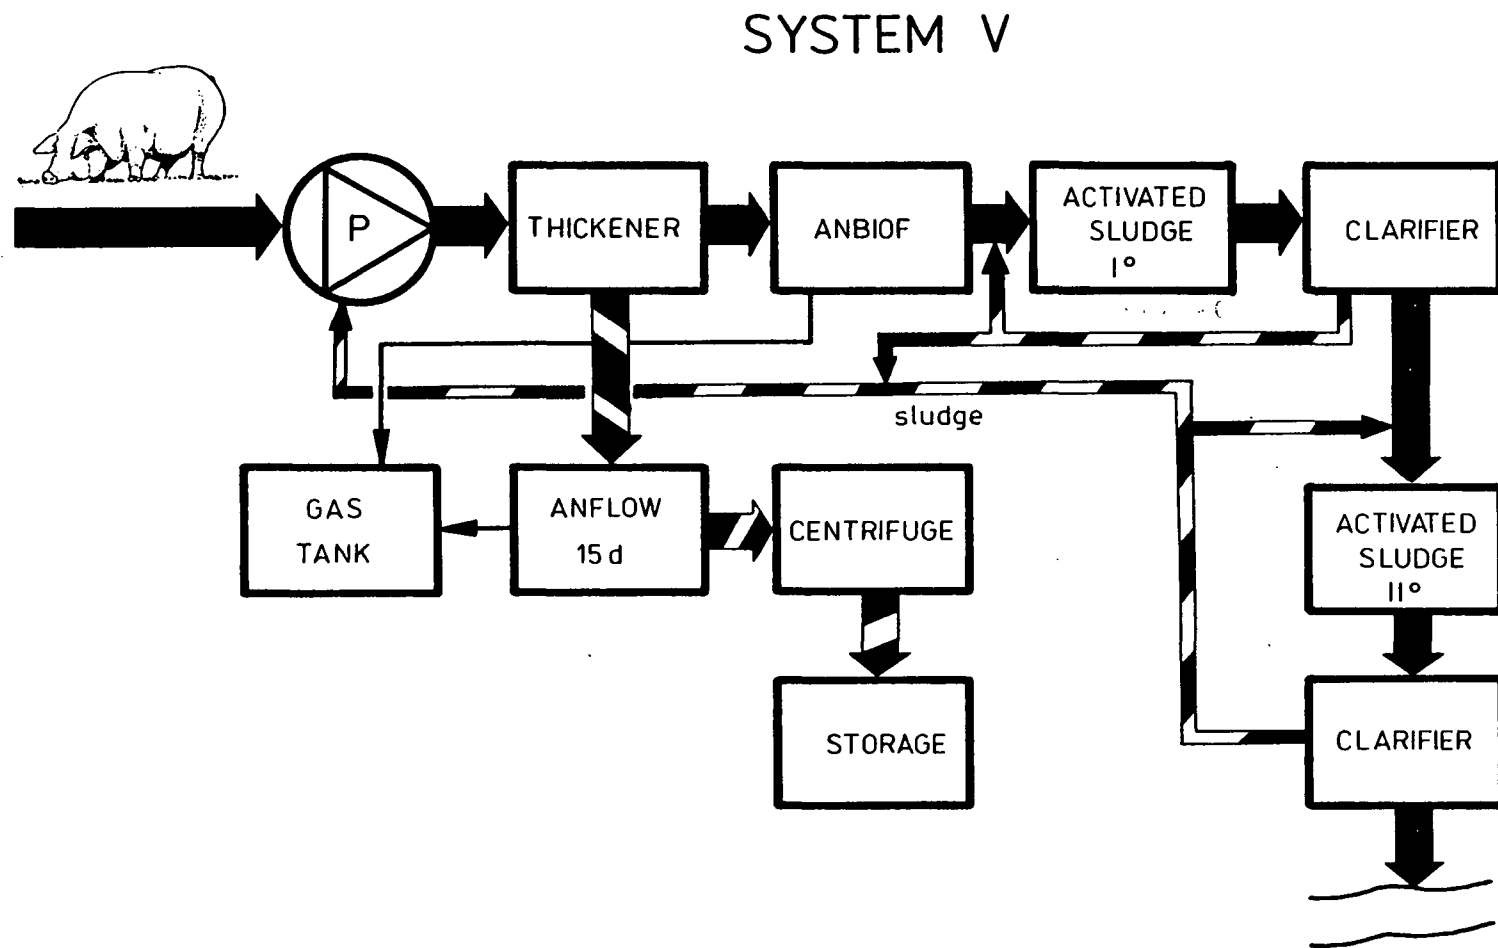 SYSTEM V
P
THICKENER
ANBIOF
ACTIVATED
SLUDGE
I°
CLARIFIER
sludge
GAS
TANK
ANFLOW
15 d
CENTRIFUGE
ACTIVATED
SLUDGE
II°
STORAGE
CLARIFIER